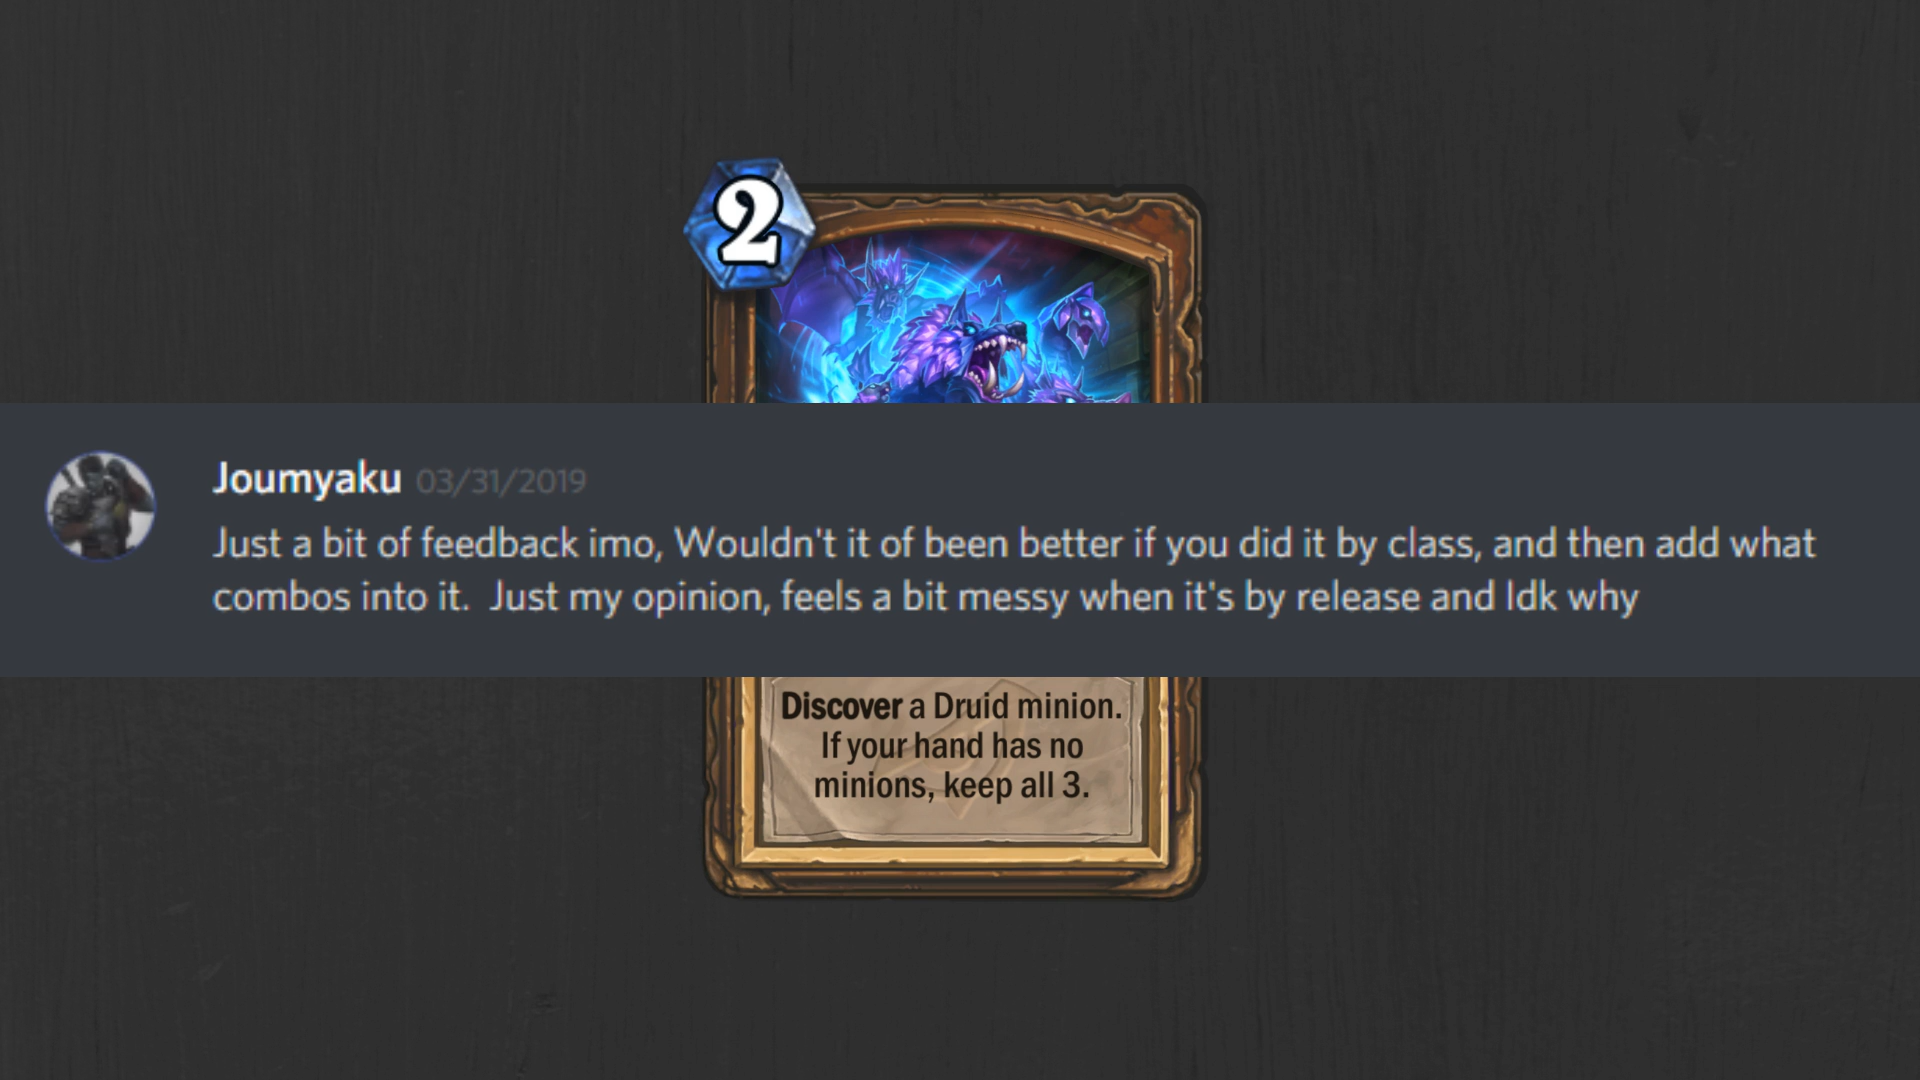 2
Joumyaku 03/31/2019
Just a bit of feedback imo, Wouldn't it of been better if you did it by class, and then add what
combos into it.  Just my opinion, feels a bit messy when it's by release and Idk why
Discover a Druid minion.
If your hand has no
minions, keep all 3.